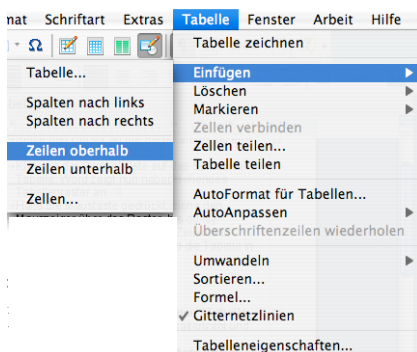 mat Schriftart Extras Tabelle Fenster Arbeit Hilfe
Ω
Tabelle...
Spalten nach links
Spalten nach rechts
Zeilen oberhalb
Zeilen unterhalb
Zellen...
Tabelle zeichnen
Einfügen
Löschen
Markieren
Zellen verbinden
Zellen teilen...
Tabelle teilen
AutoFormat für Tabellen...
AutoAnpassen
Überschriftenzeilen wiederholen
Umwandeln
Sortieren...
Formel...
✓ Gitternetzlinien
Tabelleneigenschaften...